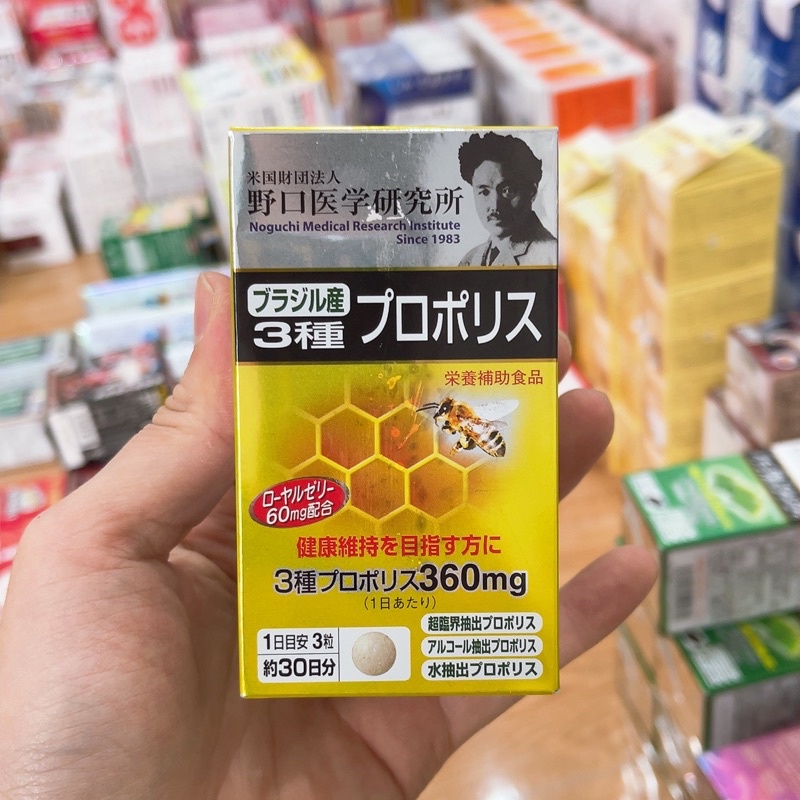 米国財団法人
野口医学研究所
Noguchi Medical Research Institute
Since 1983
ブラジル産
3種 プロポリス
栄養補助食品
ローヤルゼリー
60mg配合
健康維持を目指す方に
3種プロポリス360mg
(1日あたり)
超臨界抽出プロポリス
1日目安 3粒
アルコール抽出プロポリス
約30日分
水抽出プロポリス